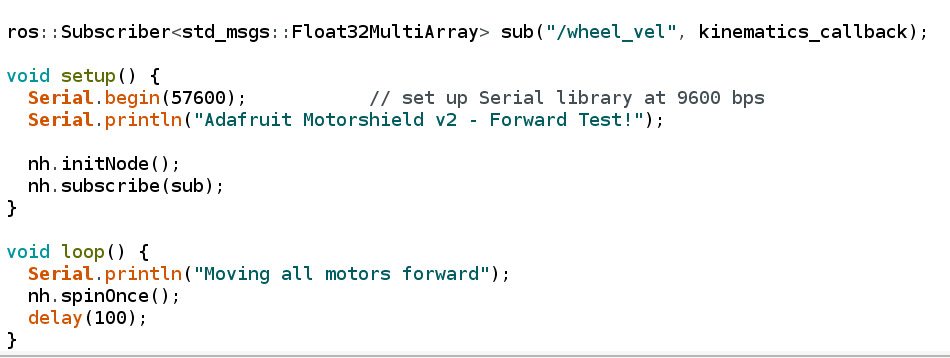 ros::Subscriber<std_msgs::Float32MultiArray> sub("/wheel_vel", kinematics_callback);
void setup() {
Serial.begin(57600); // set up Serial library at 9600 bps
Serial.println("Adafruit Motorshield v2 - Forward Test!");
nh.initNode();
nh.subscribe(sub);
}
void loop() {
Serial.println("Moving all motors forward");
nh.spinOnce();
delay(100);
}